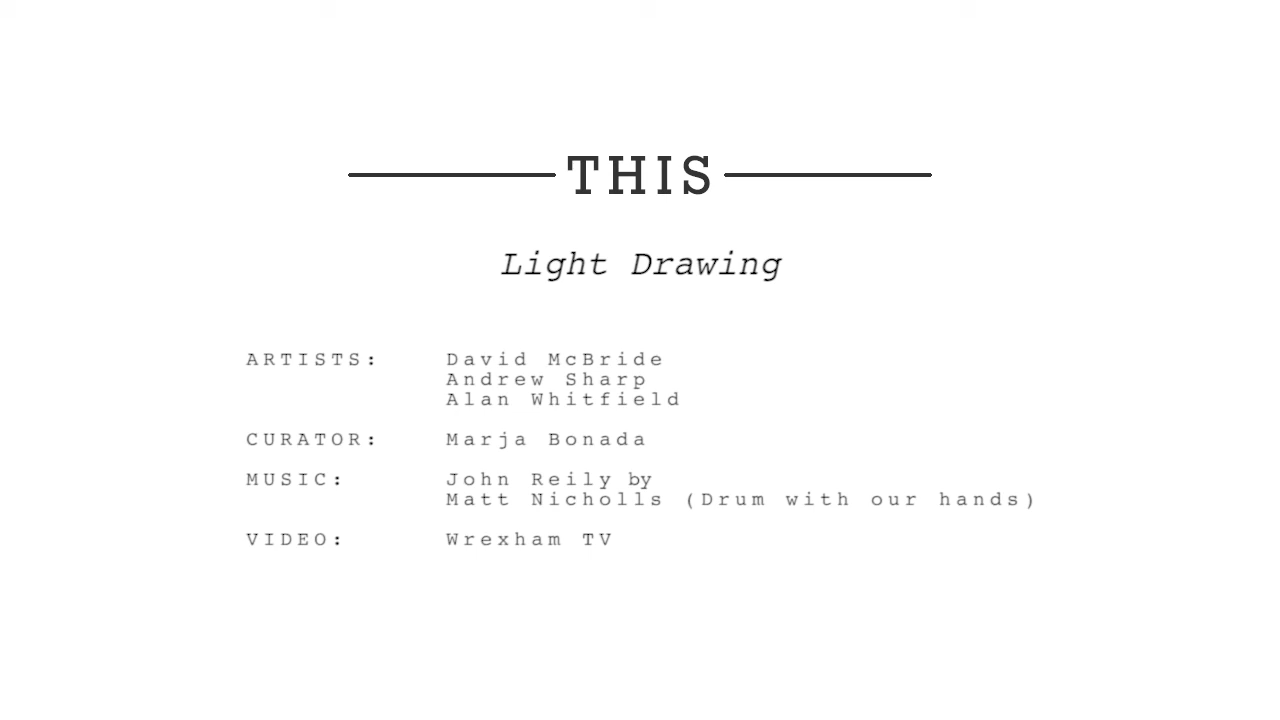 THIS
Light Drawing
ARTISTS: David McBride
Andrew Sharp
Alan Whitfield
CURATOR: Marja Bonada
MUSIC: John Reily by
Matt Nicholls (Drum with our hands)
VIDEO: Wrexham TV